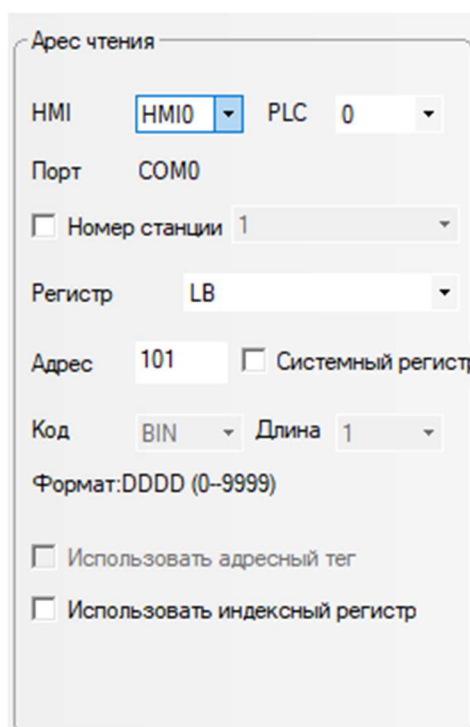 Арес чтения
HMI HMI0 PLC 0
Порт COM0
Номер станции 1
Регистр LB
Адрес 101 Системный регистр
Код BIN Длина 1
Формат:DDDD (0--9999)
Использовать адресный тег
Использовать индексный регистр